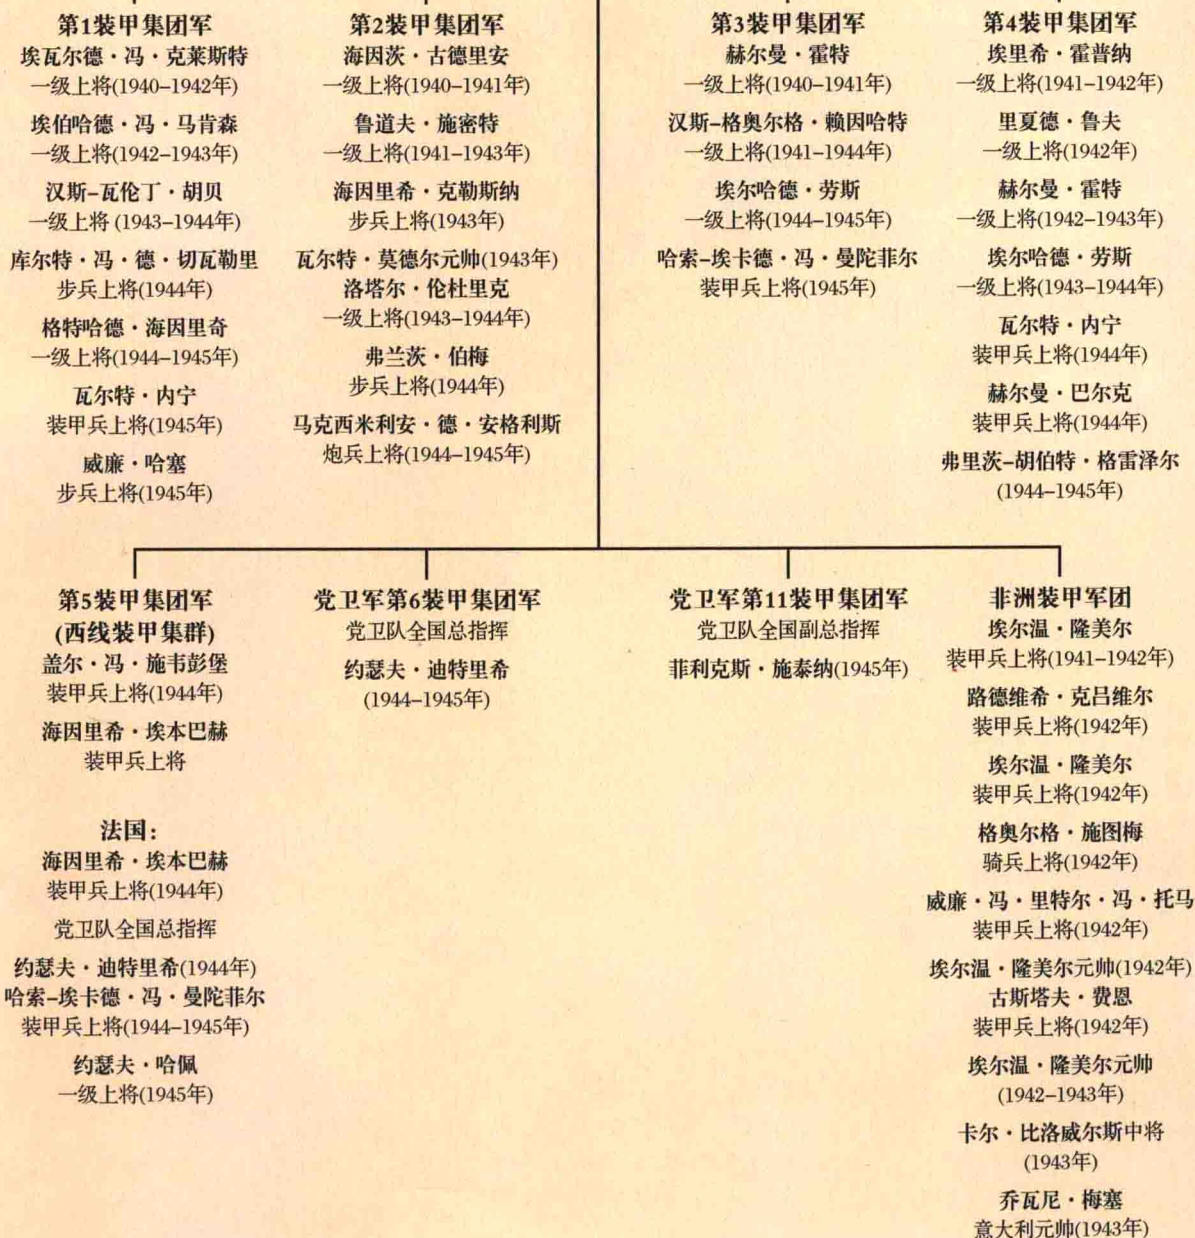 第1装甲集团军
埃瓦尔德·冯·克莱斯特
一级上将(1940–1942年)
埃伯哈德·冯·马肯森
一级上将(1942–1943年)
汉斯–瓦伦丁·胡贝
一级上将 (1943–1944年)
库尔特·冯·德·切瓦勒里
步兵上将(1944年)
格特哈德·海因里奇
一级上将(1944–1945年)
瓦尔特·内宁
装甲兵上将(1945年)
威廉·哈塞
步兵上将(1945年)
第2装甲集团军
海因茨·古德里安
一级上将(1940–1941年)
鲁道夫·施密特
一级上将(1941–1943年)
海因里希·克勒斯纳
步兵上将(1943年)
瓦尔特·莫德尔元帅(1943年)
洛塔尔·伦杜里克
一级上将(1943–1944年)
弗兰茨·伯梅
步兵上将(1944年)
马克西米利安·德·安格利斯
炮兵上将(1944–1945年)
第3装甲集团军
赫尔曼·霍特
一级上将(1940–1941年)
汉斯–格奥尔格·赖因哈特
一级上将(1941–1944年)
埃尔哈德·劳斯
一级上将(1944–1945年)
哈索–埃卡德·冯·曼陀菲尔
装甲兵上将(1945年)
第4装甲集团军
埃里希·霍普纳
一级上将(1941–1942年)
里夏德·鲁夫
一级上将(1942年)
赫尔曼·霍特
一级上将(1942–1943年)
埃尔哈德·劳斯
一级上将(1943–1944年)
瓦尔特·内宁
装甲兵上将(1944年)
赫尔曼·巴尔克
装甲兵上将(1944年)
弗里茨–胡伯特·格雷泽尔
(1944–1945年)
第5装甲集团军
(西线装甲集群)
盖尔·冯·施韦彭堡
装甲兵上将(1944年)
海因里希·埃本巴赫
装甲兵上将
法国：
海因里希·埃本巴赫
装甲兵上将(1944年)
党卫队全国总指挥
约瑟夫·迪特里希(1944年)
哈索–埃卡德·冯·曼陀菲尔
装甲兵上将(1944–1945年)
约瑟夫·哈佩
一级上将(1945年)
党卫军第6装甲集团军
党卫队全国总指挥
约瑟夫·迪特里希
(1944–1945年)
党卫军第11装甲集团军
党卫队全国副总指挥
菲利克斯·施泰纳(1945年)
非洲装甲军团
埃尔温·隆美尔
装甲兵上将(1941–1942年)
路德维希·克吕维尔
装甲兵上将(1942年)
埃尔温·隆美尔
装甲兵上将(1942年)
格奥尔格·施图梅
骑兵上将(1942年)
威廉·冯·里特尔·冯·托马
装甲兵上将(1942年)
埃尔温·隆美尔元帅(1942年)
古斯塔夫·费恩
装甲兵上将(1942年)
埃尔温·隆美尔元帅
(1942–1943年)
卡尔·比洛威尔斯中将
(1943年)
乔瓦尼·梅塞
意大利元帅(1943年)